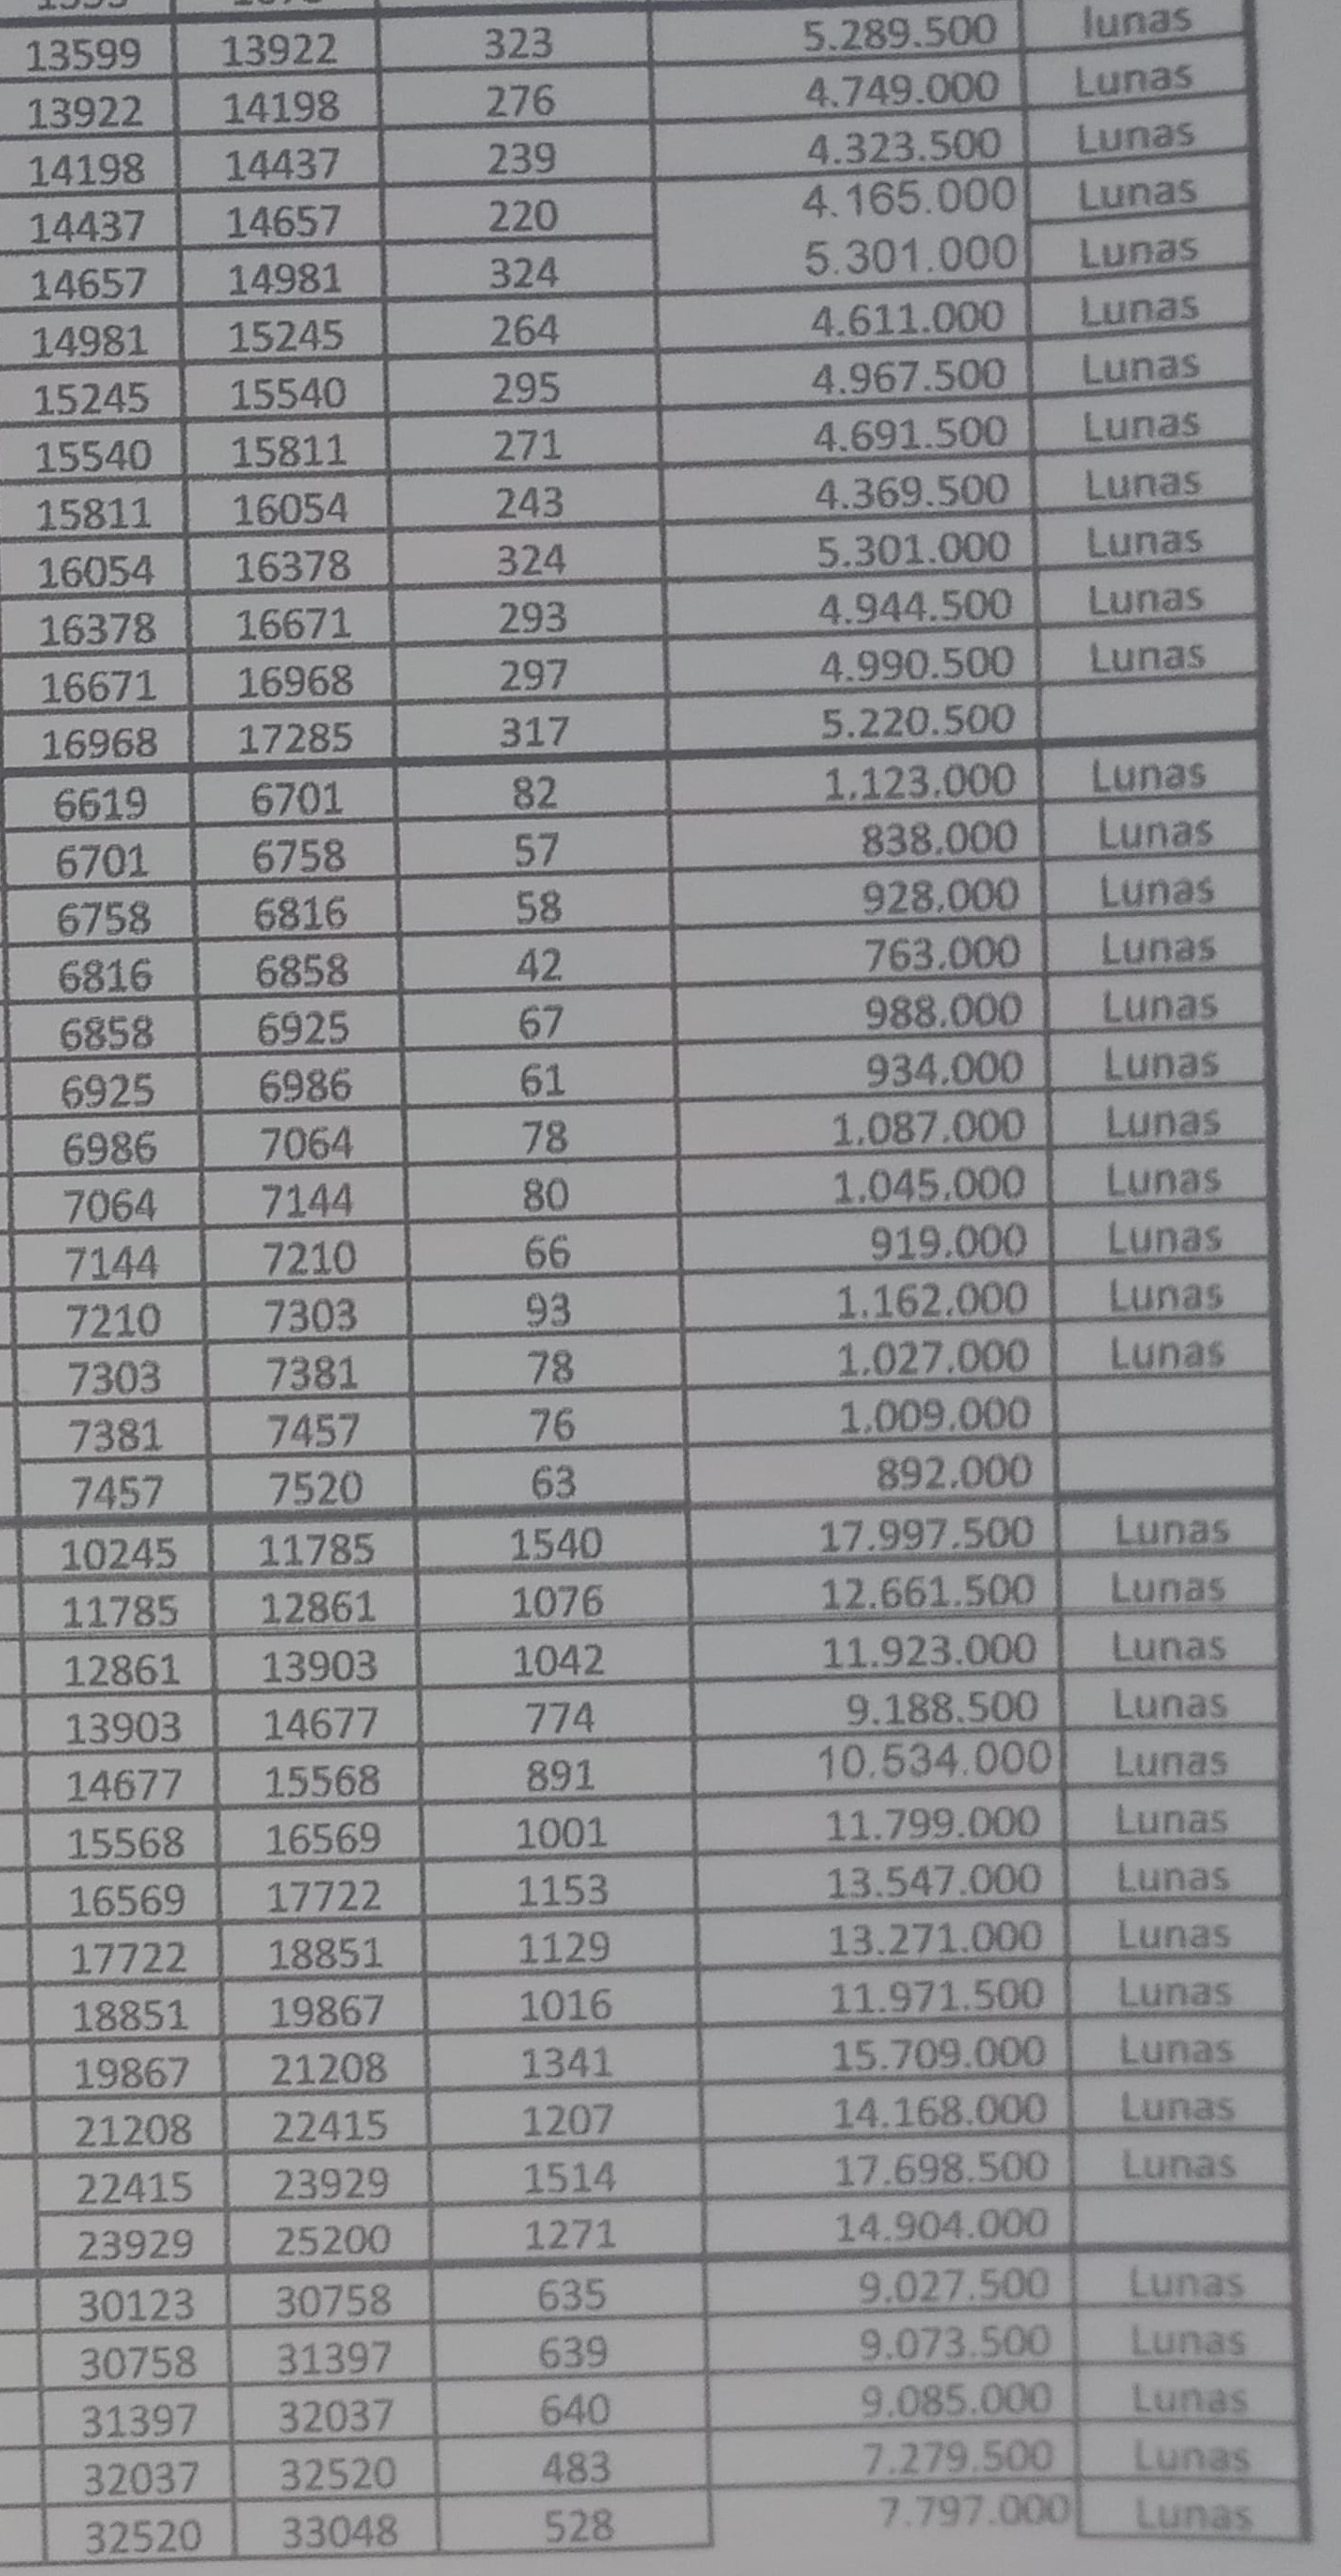 13599 13922 323 5.289.500 lunas
13922 14198 276 4.749.000 Lunas
14198 14437 239 4.323.500 Lunas
14437 14657 220 4.165.000 Lunas
14657 14981 324 5.301.000 Lunas
14981 15245 264 4.611.000 Lunas
15245 15540 295 4.967.500 Lunas
15540 15811 271 4.691.500 Lunas
15811 16054 243 4.369.500 Lunas
16054 16378 324 5.301.000 Lunas
16378 16671 293 4.944.500 Lunas
16671 16968 297 4.990.500 Lunas
16968 17285 317 5.220.500
6619 6701 82 1.123.000 Lunas
6701 6758 57 838.000 Lunas
6758 6816 58 928.000 Lunas
6816 6858 42 763.000 Lunas
6858 6925 67 988.000 Lunas
6925 6986 61 934.000 Lunas
6986 7064 78 1.087.000 Lunas
7064 7144 80 1.045.000 Lunas
7144 7210 66 919.000 Lunas
7210 7303 93 1.162.000 Lunas
7303 7381 78 1.027.000 Lunas
7381 7457 76 1.009.000
7457 7520 63 892.000
10245 11785 1540 17.997.500 Lunas
11785 12861 1076 12.661.500 Lunas
12861 13903 1042 11.923.000 Lunas
13903 14677 774 9.188.500 Lunas
14677 15568 891 10.534.000 Lunas
15568 16569 1001 11.799.000 Lunas
16569 17722 1153 13.547.000 Lunas
17722 18851 1129 13.271.000 Lunas
18851 19867 1016 11.971.500 Lunas
19867 21208 1341 15.709.000 Lunas
21208 22415 1207 14.168.000 Lunas
22415 23929 1514 17.698.500 Lunas
23929 25200 1271 14.904.000
30123 30758 635 9.027.500 Lunas
30758 31397 639 9.073.500 Lunas
31397 32037 640 9.085.000 Lunas
32037 32520 483 7.279.500 Lunas
32520 33048 528 7.797.000 Lunas